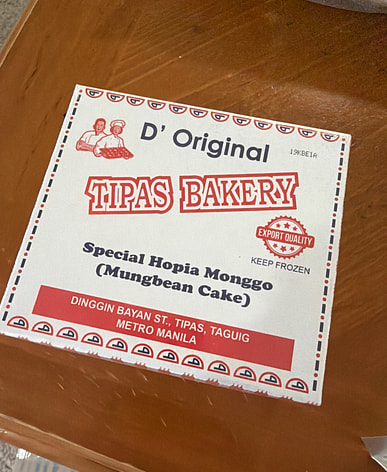 D' Original
19KBE1A
TIPAS BAKERY
EXPORT QUALITY
KEEP FROZEN
Special Hopia Monggo
(Mungbean Cake)
DINGGIN BAYAN ST., TIPAS, TAGUIG
METRO MANILA